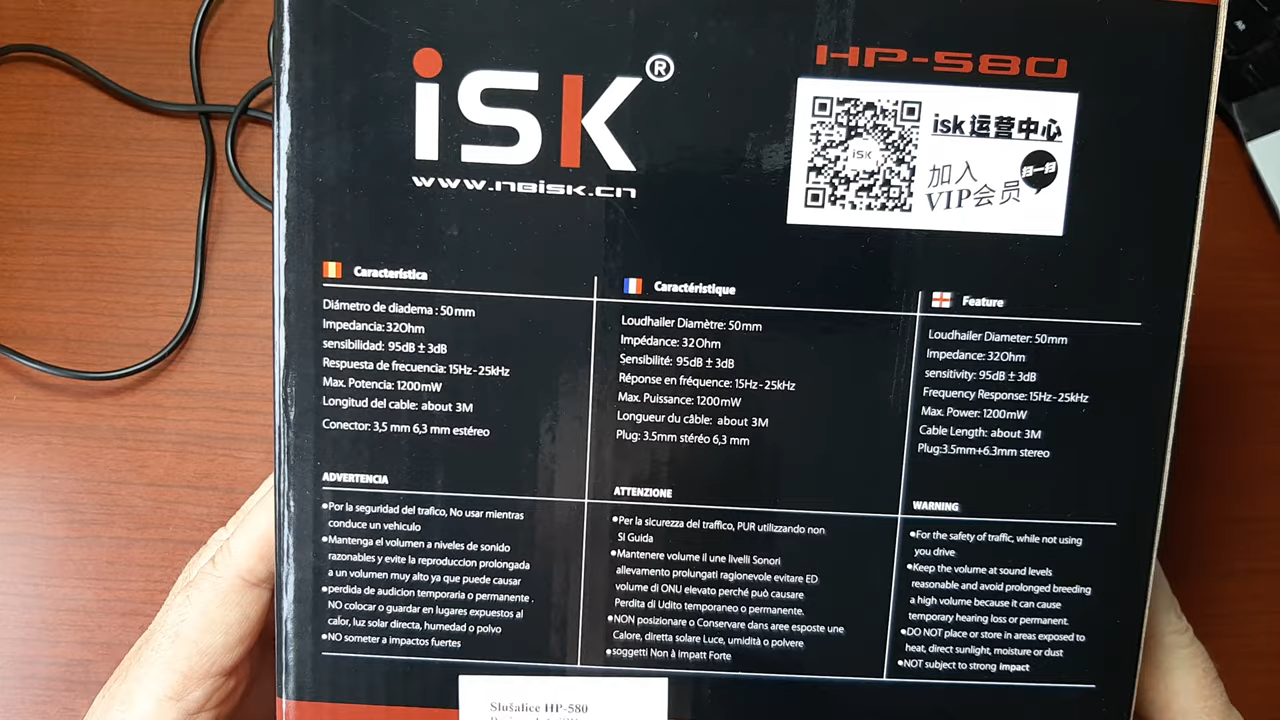 iSK®
www.nbisk.cn
HP-580
isk运营中心
iSK
加入
扫一扫
VIP会员
Característica
Diámetro de diadema : 50mm
Impedancia: 32Ohm
sensibilidad: 95dB ± 3dB
Respuesta de frecuencia: 15Hz-25kHz
Max. Potencia: 1200mW
Longitud del cable: about 3M
Conector: 3,5 mm 6,3 mm estéreo
ADVERTENCIA
•Por la seguridad del trafico, No usar mientras
conduce un vehiculo
•Mantenga el volumen a niveles de sonido
razonables y evite la reproduccion prolongada
a un volumen muy alto ya que puede causar
•perdida de audicion temporaria o permanente .
NO colocar o guardar en lugares expuestos al
calor, luz solar directa, humedad o polvo
•NO someter a impactos fuertes
Caractéristique
Loudhailer Diamètre: 50mm
Impédance: 32Ohm
Sensibilité: 95dB ± 3dB
Réponse en fréquence: 15Hz-25kHz
Max. Puissance: 1200mW
Longueur du câble: about 3M
Plug: 3.5mm stéréo 6,3 mm
ATTENZIONE
•Per la sicurezza del traffico, PUR utilizzando non
SI Guida
•Mantenere volume Il une livelli Sonori
allevamento prolungati ragionevole evitare ED
volume di ONU elevato perché può causare
Perdita di Udito temporaneo o permanente.
•NON posizionare o Conservare dans aree esposte une
Calore, diretta solare Luce, umidità o polvere
•soggetti Non à Impatt Forte
Feature
Loudhailer Diameter: 50mm
Impedance: 32Ohm
sensitivity: 95dB ± 3dB
Frequency Response: 15Hz-25kHz
Max. Power: 1200mW
Cable Length: about 3M
Plug:3.5mm+6.3mm stereo
WARNING
•For the safety of traffic, while not using
you drive
•Keep the volume at sound levels
reasonable and avoid prolonged breeding
a high volume because it can cause
temporary hearing loss or permanent.
•DO NOT place or store in areas exposed to
heat, direct sunlight, moisture or dust
•NOT subject to strong impact
Slušalice HP-580